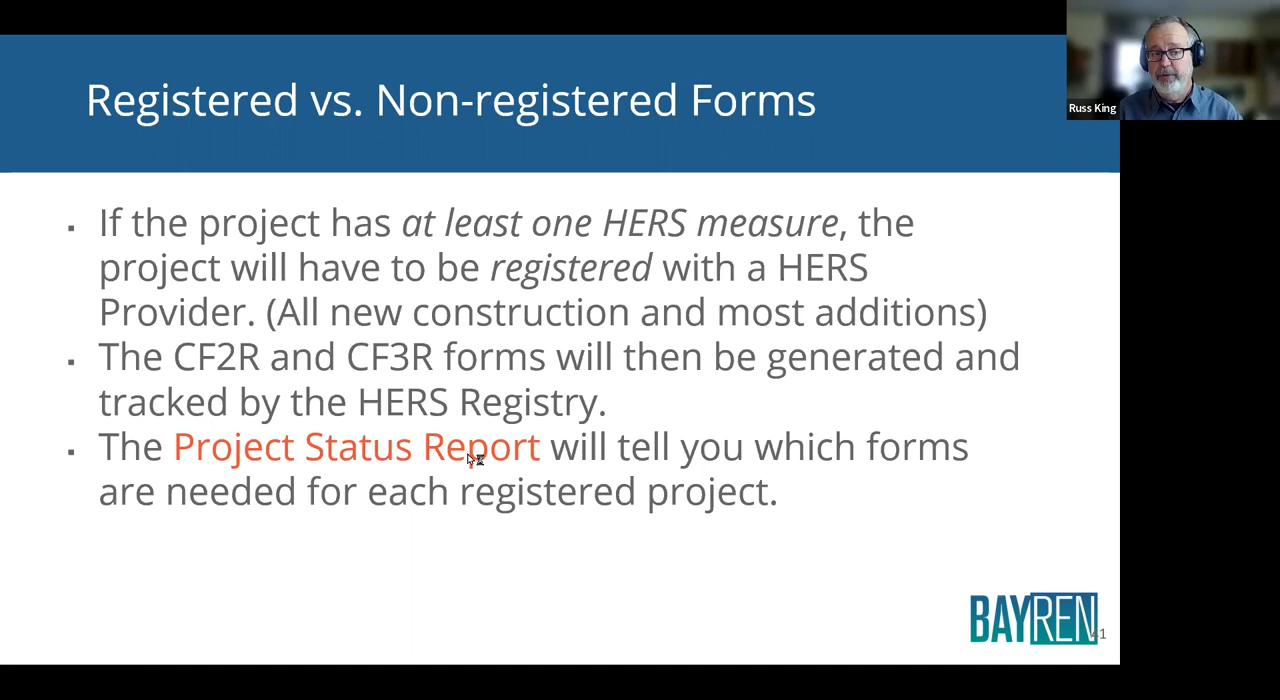 Registered vs. Non-registered Forms
Russ King
▪ If the project has at least one HERS measure, the
project will have to be registered with a HERS
Provider. (All new construction and most additions)
▪ The CF2R and CF3R forms will then be generated and
tracked by the HERS Registry.
▪ The Project Status Report will tell you which forms
are needed for each registered project.
BAYREN
41